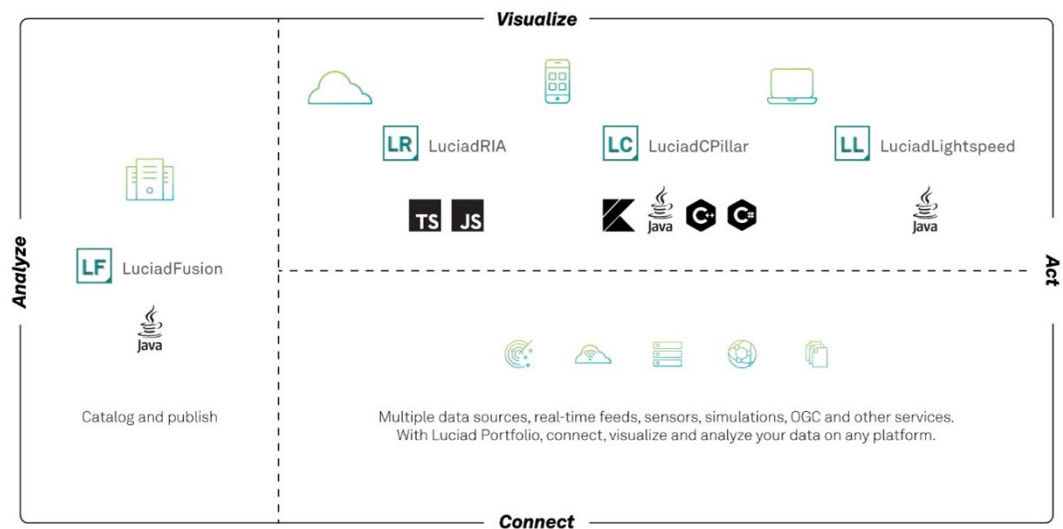 Visualize
LR LuciadRIA
LC LuciadCPillar
LL LuciadLightspeed
TS JS
Java C++ C#
Java
Analyze
LF LuciadFusion
Java
Catalog and publish
Act
Multiple data sources, real-time feeds, sensors, simulations, OGC and other services.
With Luciad Portfolio, connect, visualize and analyze your data on any platform.
Connect